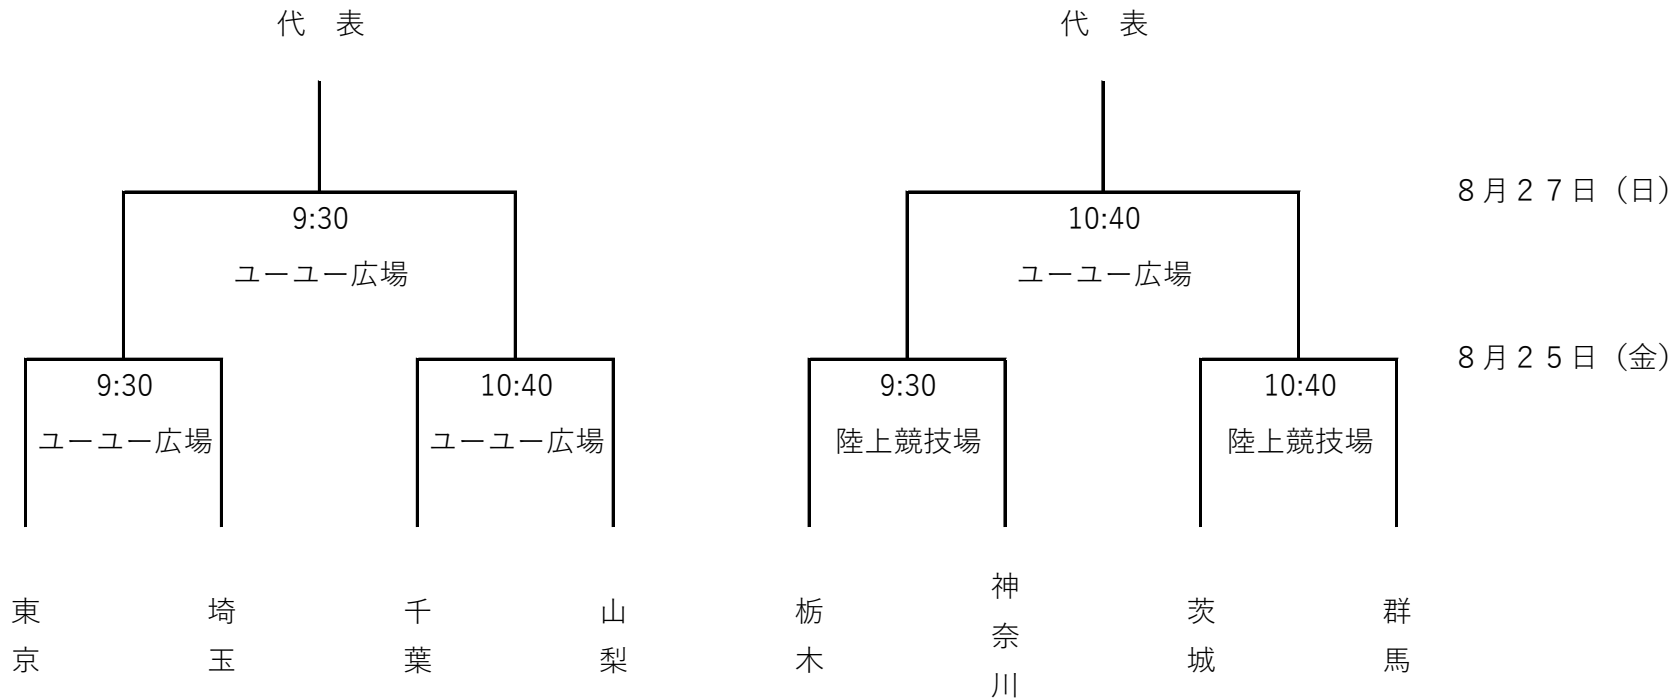 代　表
代　表
8月２７日（日）
9:30
10:40
ユーユー広場
ユーユー広場
8月２５日（金）
9:30
10:40
9:30
10:40
ユーユー広場
ユーユー広場
陸上競技場
陸上競技場
東京
埼玉
千葉
山梨
栃木
神奈川
茨城
群馬